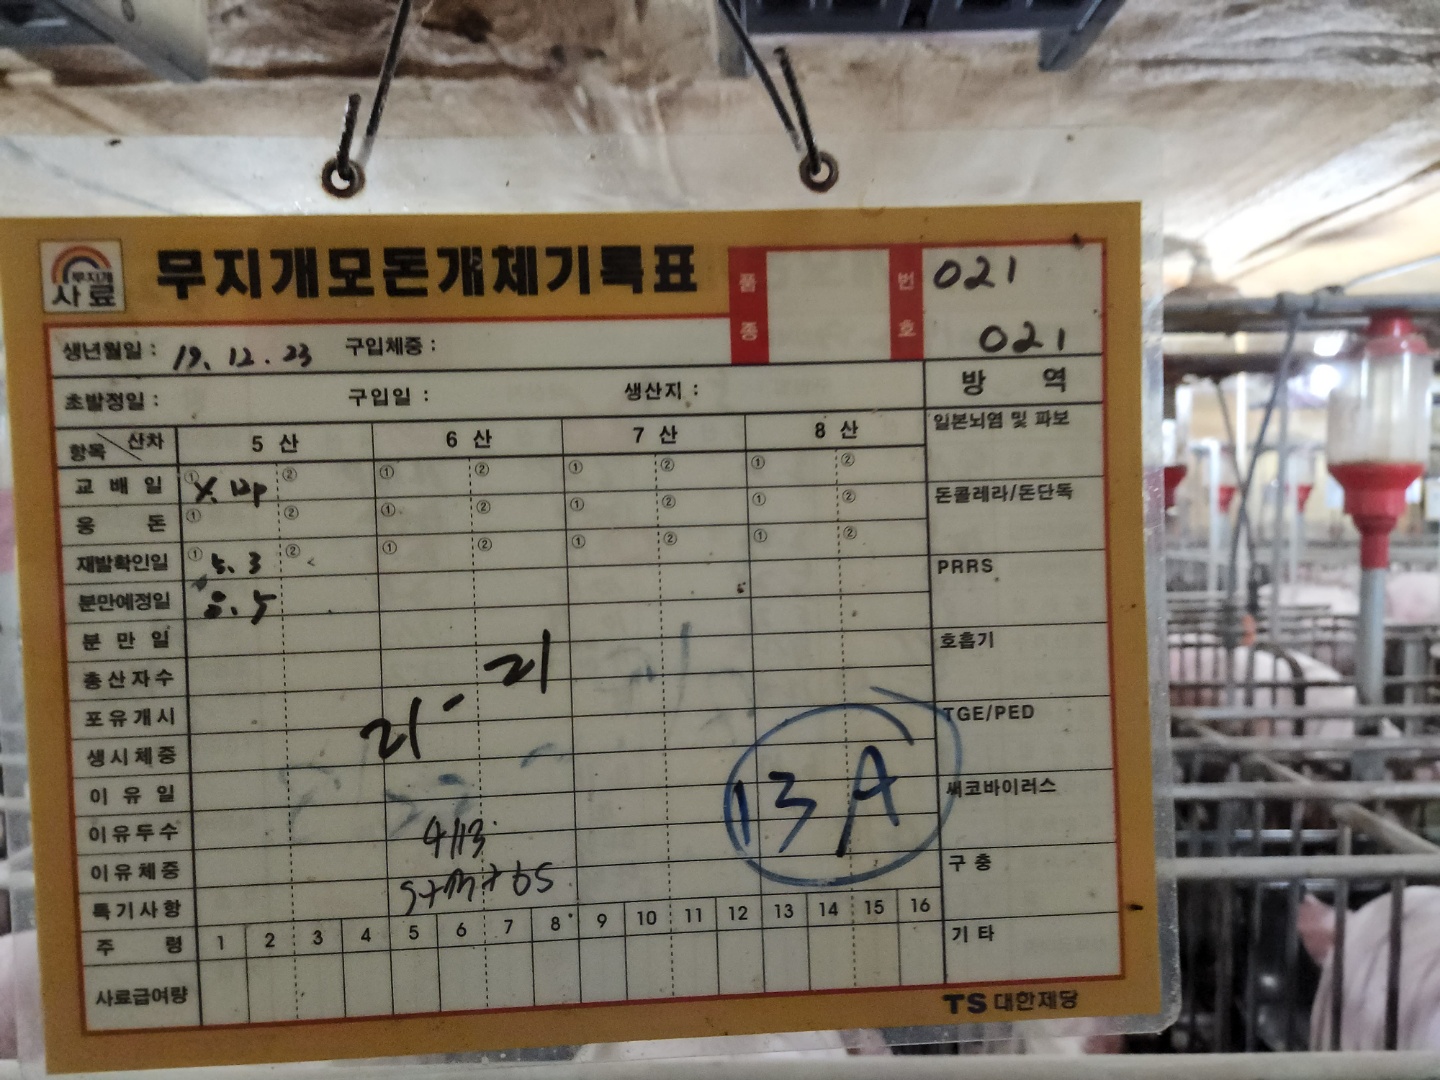 무지개
사료
무지개모돈개체기록표
품종
번호
021
021
생년월일 : 19. 12. 23 구입체중 :
초발정일 : 구입일 : 생산지 :
방 역
항목 산차 5 산 6 산 7 산 8 산
교 배 일 ① ② ① ② ① ② ① ②
웅 돈 ① ② ① ② ① ② ① ②
재발확인일 ① 5. 3 ② ① ② ① ② ① ②
분만예정일 8. 5
분 만 일
총산자수
포유개시
생시체중
이 유 일
이유두수
이유체중
특기사항
21 - 21
13 A
4/13
주 령 1 2 3 4 5 6 7 8 9 10 11 12 13 14 15 16
사료급여량
일본뇌염 및 파보
돈콜레라/돈단독
PRRS
호흡기
TGE/PED
써코바이러스
구 충
기 타
TS 대한제당